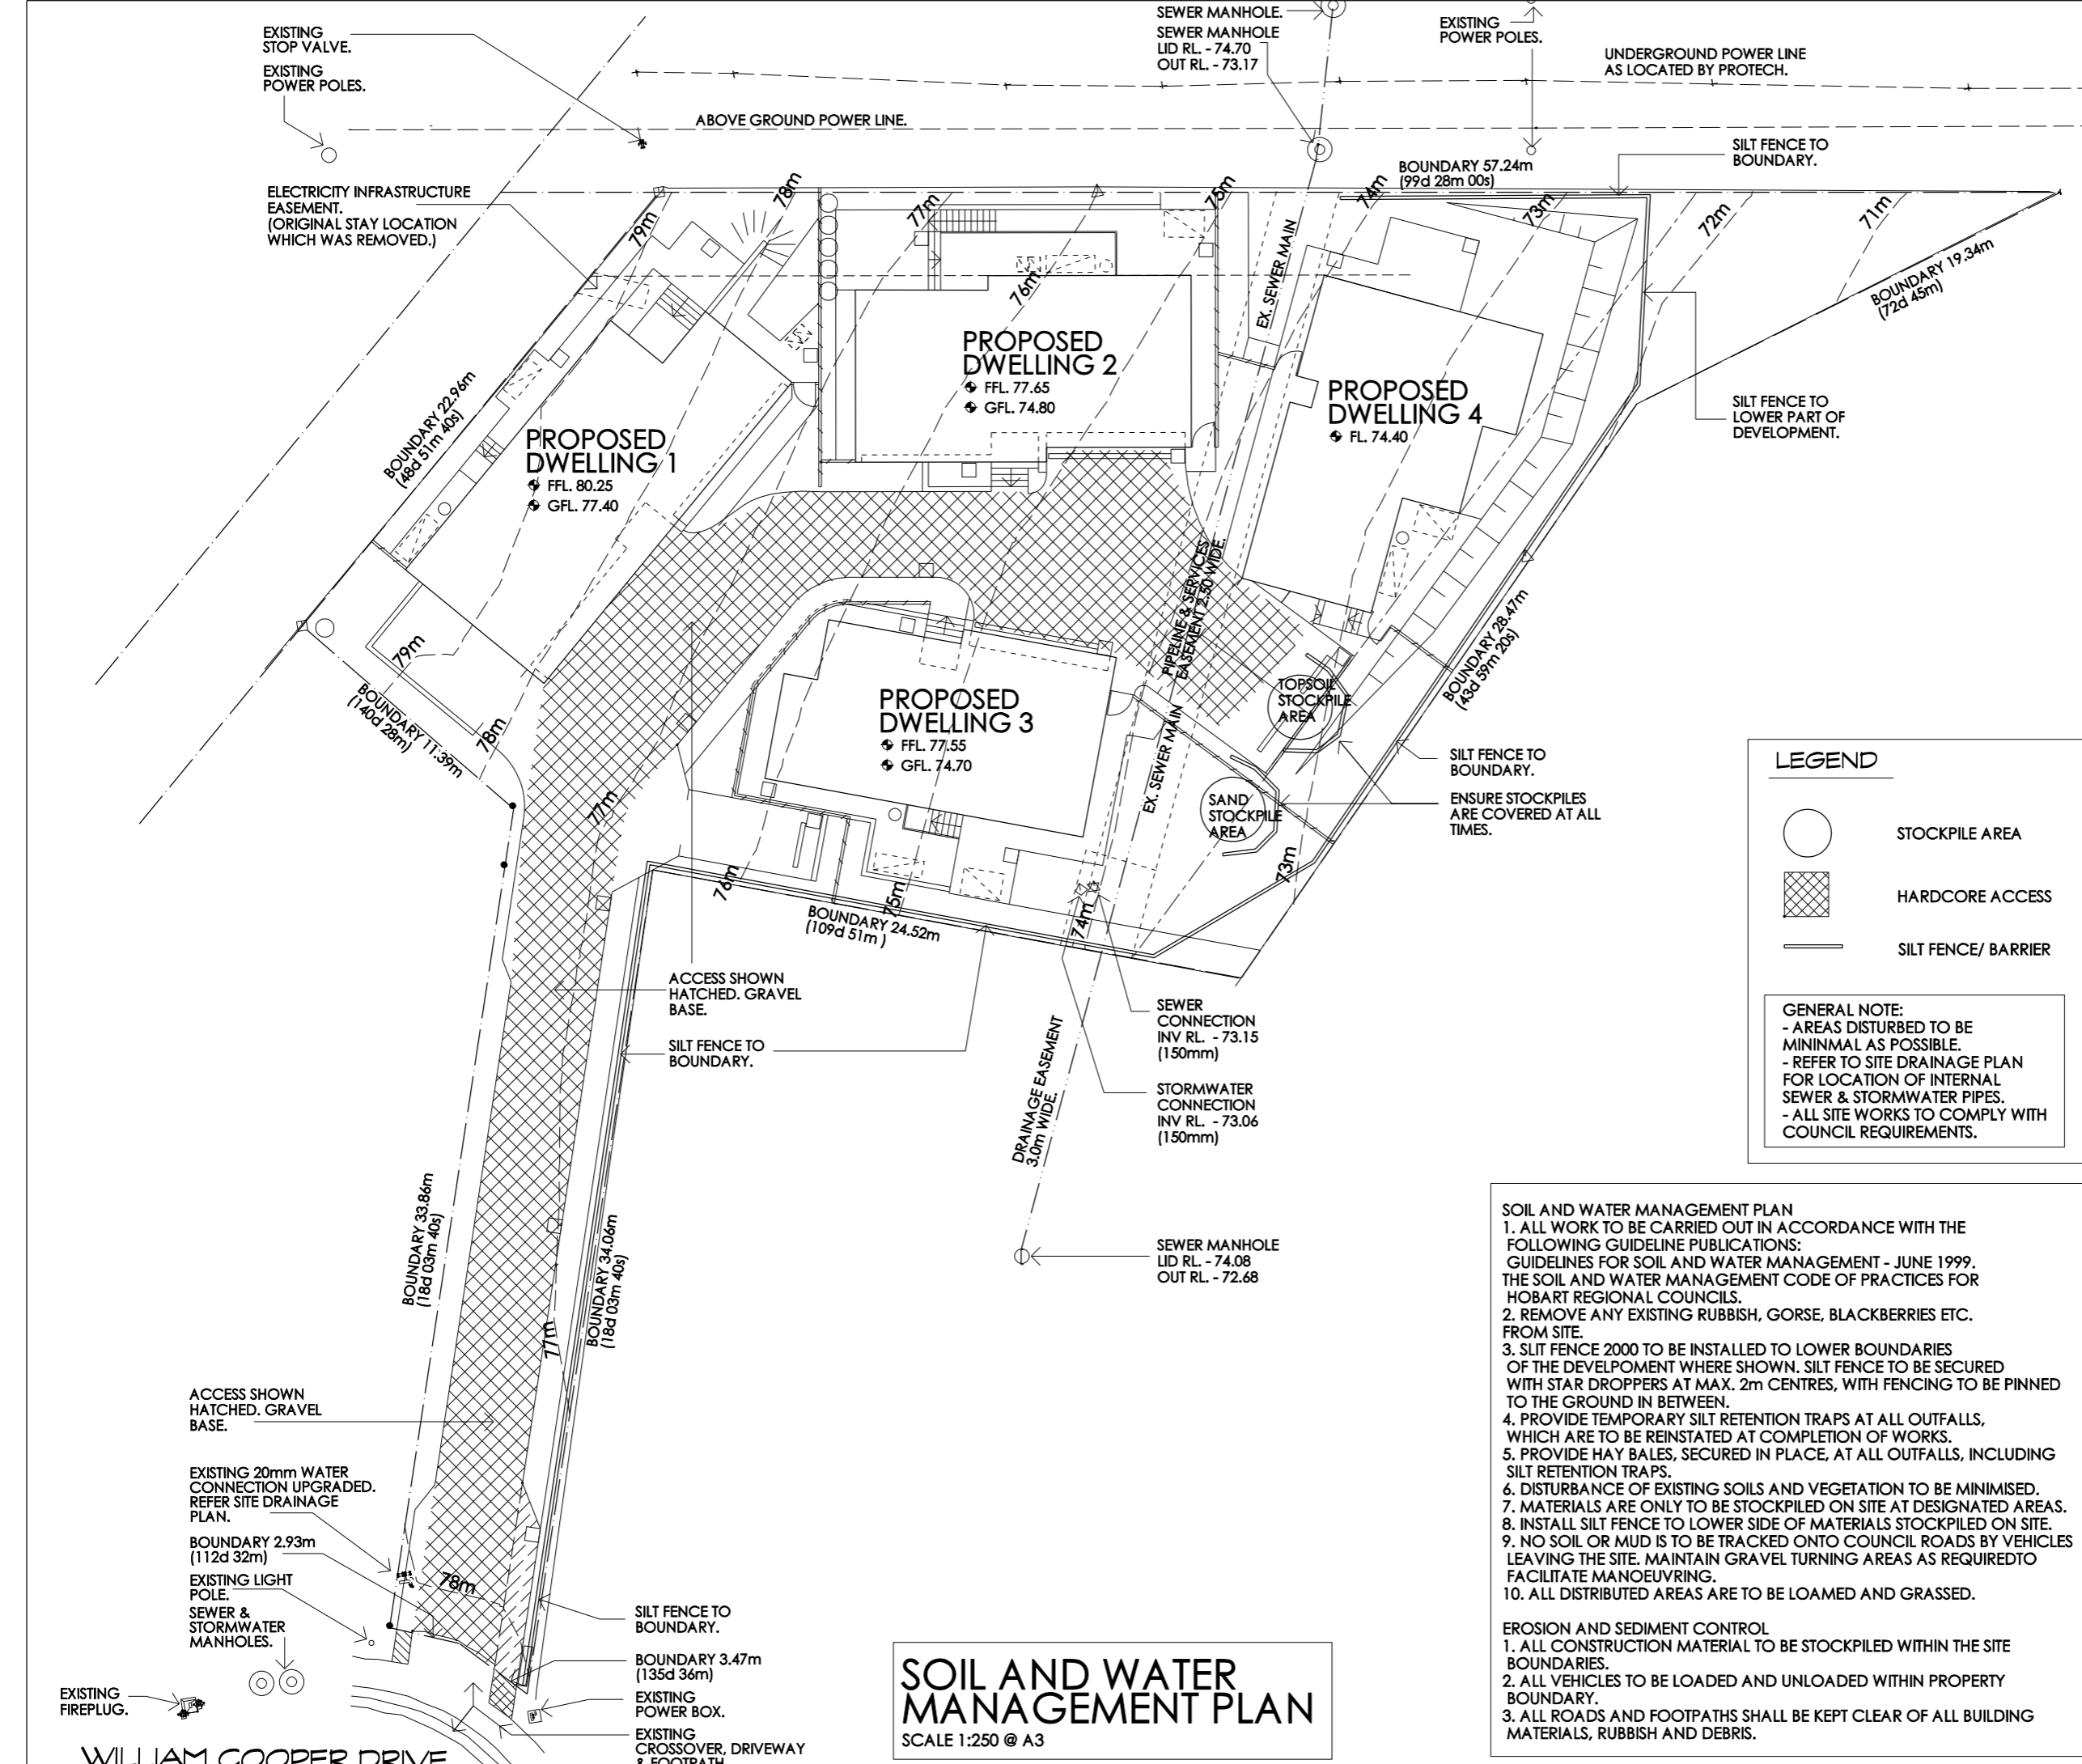 EXISTING
STOP VALVE.
EXISTING
POWER POLES.
SEWER MANHOLE.
SEWER MANHOLE
LID RL. - 74.70
OUT RL. - 73.17
EXISTING
POWER POLES.
UNDERGROUND POWER LINE
AS LOCATED BY PROTECH.
ABOVE GROUND POWER LINE.
SILT FENCE TO
BOUNDARY.
BOUNDARY 57.24m
(99d 28m 00s)
ELECTRICITY INFRASTRUCTURE
EASEMENT.
(ORIGINAL STAY LOCATION
WHICH WAS REMOVED.)
79m
78m
77m
76m
75m
74m
73m
72m
71m
BOUNDARY 19.34m
(72d 45m)
EX. SEWER MAIN
PROPOSED
DWELLING 2
FFL. 77.65
GFL. 74.80
PROPOSED
DWELLING 4
FL. 74.40
SILT FENCE TO
LOWER PART OF
DEVELOPMENT.
BOUNDARY 22.96m
(48d 51m 40s)
PROPOSED
DWELLING 1
FFL. 80.25
GFL. 77.40
PIPELINE & SERVICES
EASEMENT 2.50 WIDE.
BOUNDARY 28.47m
(43d 59m 20s)
79m
BOUNDARY 11.39m
(140d 28m)
78m
PROPOSED
DWELLING 3
FFL. 77.55
GFL. 74.70
TOPSOIL
STOCKPILE
AREA
EX. SEWER MAIN
SAND
STOCKPILE
AREA
SILT FENCE TO
BOUNDARY.
ENSURE STOCKPILES
ARE COVERED AT ALL
TIMES.
77m
76m
75m
74m
73m
BOUNDARY 24.52m
(109d 51m )
ACCESS SHOWN
HATCHED. GRAVEL
BASE.
SILT FENCE TO
BOUNDARY.
SEWER
CONNECTION
INV RL. - 73.15
(150mm)
STORMWATER
CONNECTION
INV RL. - 73.06
(150mm)
DRAINAGE EASEMENT
3.0m WIDE.
SEWER MANHOLE
LID RL. - 74.08
OUT RL. - 72.68
BOUNDARY 33.86m
(18d 03m 40s)
BOUNDARY 34.06m
(18d 03m 40s)
77m
ACCESS SHOWN
HATCHED. GRAVEL
BASE.
EXISTING 20mm WATER
CONNECTION UPGRADED.
REFER SITE DRAINAGE
PLAN.
BOUNDARY 2.93m
(112d 32m)
EXISTING LIGHT
POLE.
SEWER &
STORMWATER
MANHOLES.
78m
EXISTING
FIREPLUG.
SILT FENCE TO
BOUNDARY.
BOUNDARY 3.47m
(135d 36m)
EXISTING
POWER BOX.
EXISTING
CROSSOVER, DRIVEWAY
& FOOTPATH
WILLIAM COOPER DRIVE
SOIL AND WATER
MANAGEMENT PLAN
SCALE 1:250 @ A3
LEGEND
STOCKPILE AREA
HARDCORE ACCESS
SILT FENCE/ BARRIER
GENERAL NOTE:
- AREAS DISTURBED TO BE
MININMAL AS POSSIBLE.
- REFER TO SITE DRAINAGE PLAN
FOR LOCATION OF INTERNAL
SEWER & STORMWATER PIPES.
- ALL SITE WORKS TO COMPLY WITH
COUNCIL REQUIREMENTS.
SOIL AND WATER MANAGEMENT PLAN
1. ALL WORK TO BE CARRIED OUT IN ACCORDANCE WITH THE
FOLLOWING GUIDELINE PUBLICATIONS:
GUIDELINES FOR SOIL AND WATER MANAGEMENT - JUNE 1999.
THE SOIL AND WATER MANAGEMENT CODE OF PRACTICES FOR
HOBART REGIONAL COUNCILS.
2. REMOVE ANY EXISTING RUBBISH, GORSE, BLACKBERRIES ETC.
FROM SITE.
3. SLIT FENCE 2000 TO BE INSTALLED TO LOWER BOUNDARIES
OF THE DEVELPOMENT WHERE SHOWN. SILT FENCE TO BE SECURED
WITH STAR DROPPERS AT MAX. 2m CENTRES, WITH FENCING TO BE PINNED
TO THE GROUND IN BETWEEN.
4. PROVIDE TEMPORARY SILT RETENTION TRAPS AT ALL OUTFALLS,
WHICH ARE TO BE REINSTATED AT COMPLETION OF WORKS.
5. PROVIDE HAY BALES, SECURED IN PLACE, AT ALL OUTFALLS, INCLUDING
SILT RETENTION TRAPS.
6. DISTURBANCE OF EXISTING SOILS AND VEGETATION TO BE MINIMISED.
7. MATERIALS ARE ONLY TO BE STOCKPILED ON SITE AT DESIGNATED AREAS.
8. INSTALL SILT FENCE TO LOWER SIDE OF MATERIALS STOCKPILED ON SITE.
9. NO SOIL OR MUD IS TO BE TRACKED ONTO COUNCIL ROADS BY VEHICLES
LEAVING THE SITE. MAINTAIN GRAVEL TURNING AREAS AS REQUIREDTO
FACILITATE MANOEUVRING.
10. ALL DISTRIBUTED AREAS ARE TO BE LOAMED AND GRASSED.
EROSION AND SEDIMENT CONTROL
1. ALL CONSTRUCTION MATERIAL TO BE STOCKPILED WITHIN THE SITE
BOUNDARIES.
2. ALL VEHICLES TO BE LOADED AND UNLOADED WITHIN PROPERTY
BOUNDARY.
3. ALL ROADS AND FOOTPATHS SHALL BE KEPT CLEAR OF ALL BUILDING
MATERIALS, RUBBISH AND DEBRIS.